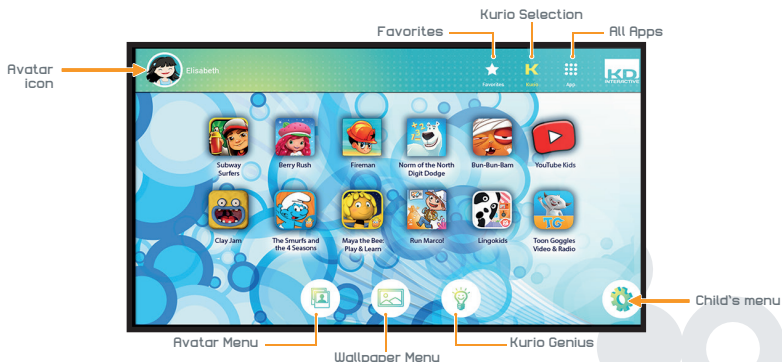 Kurio Selection
Favorites
All Apps
Avatar
icon
Elisabeth
Favorites
K
Kurio
App
KD
INTERACTIVE
Subway
Surfers
Berry Rush
Fireman
Norm of the North
Digit Dodge
Bun-Bun-Bam
YouTube Kids
Clay Jam
The Smurfs and
the 4 Seasons
Maya the Bee:
Play & Learn
Run Marco!
Lingokids
Toon Goggles
Video & Radio
TG
Child's menu
Avatar Menu
Wallpaper Menu
Kurio Genius